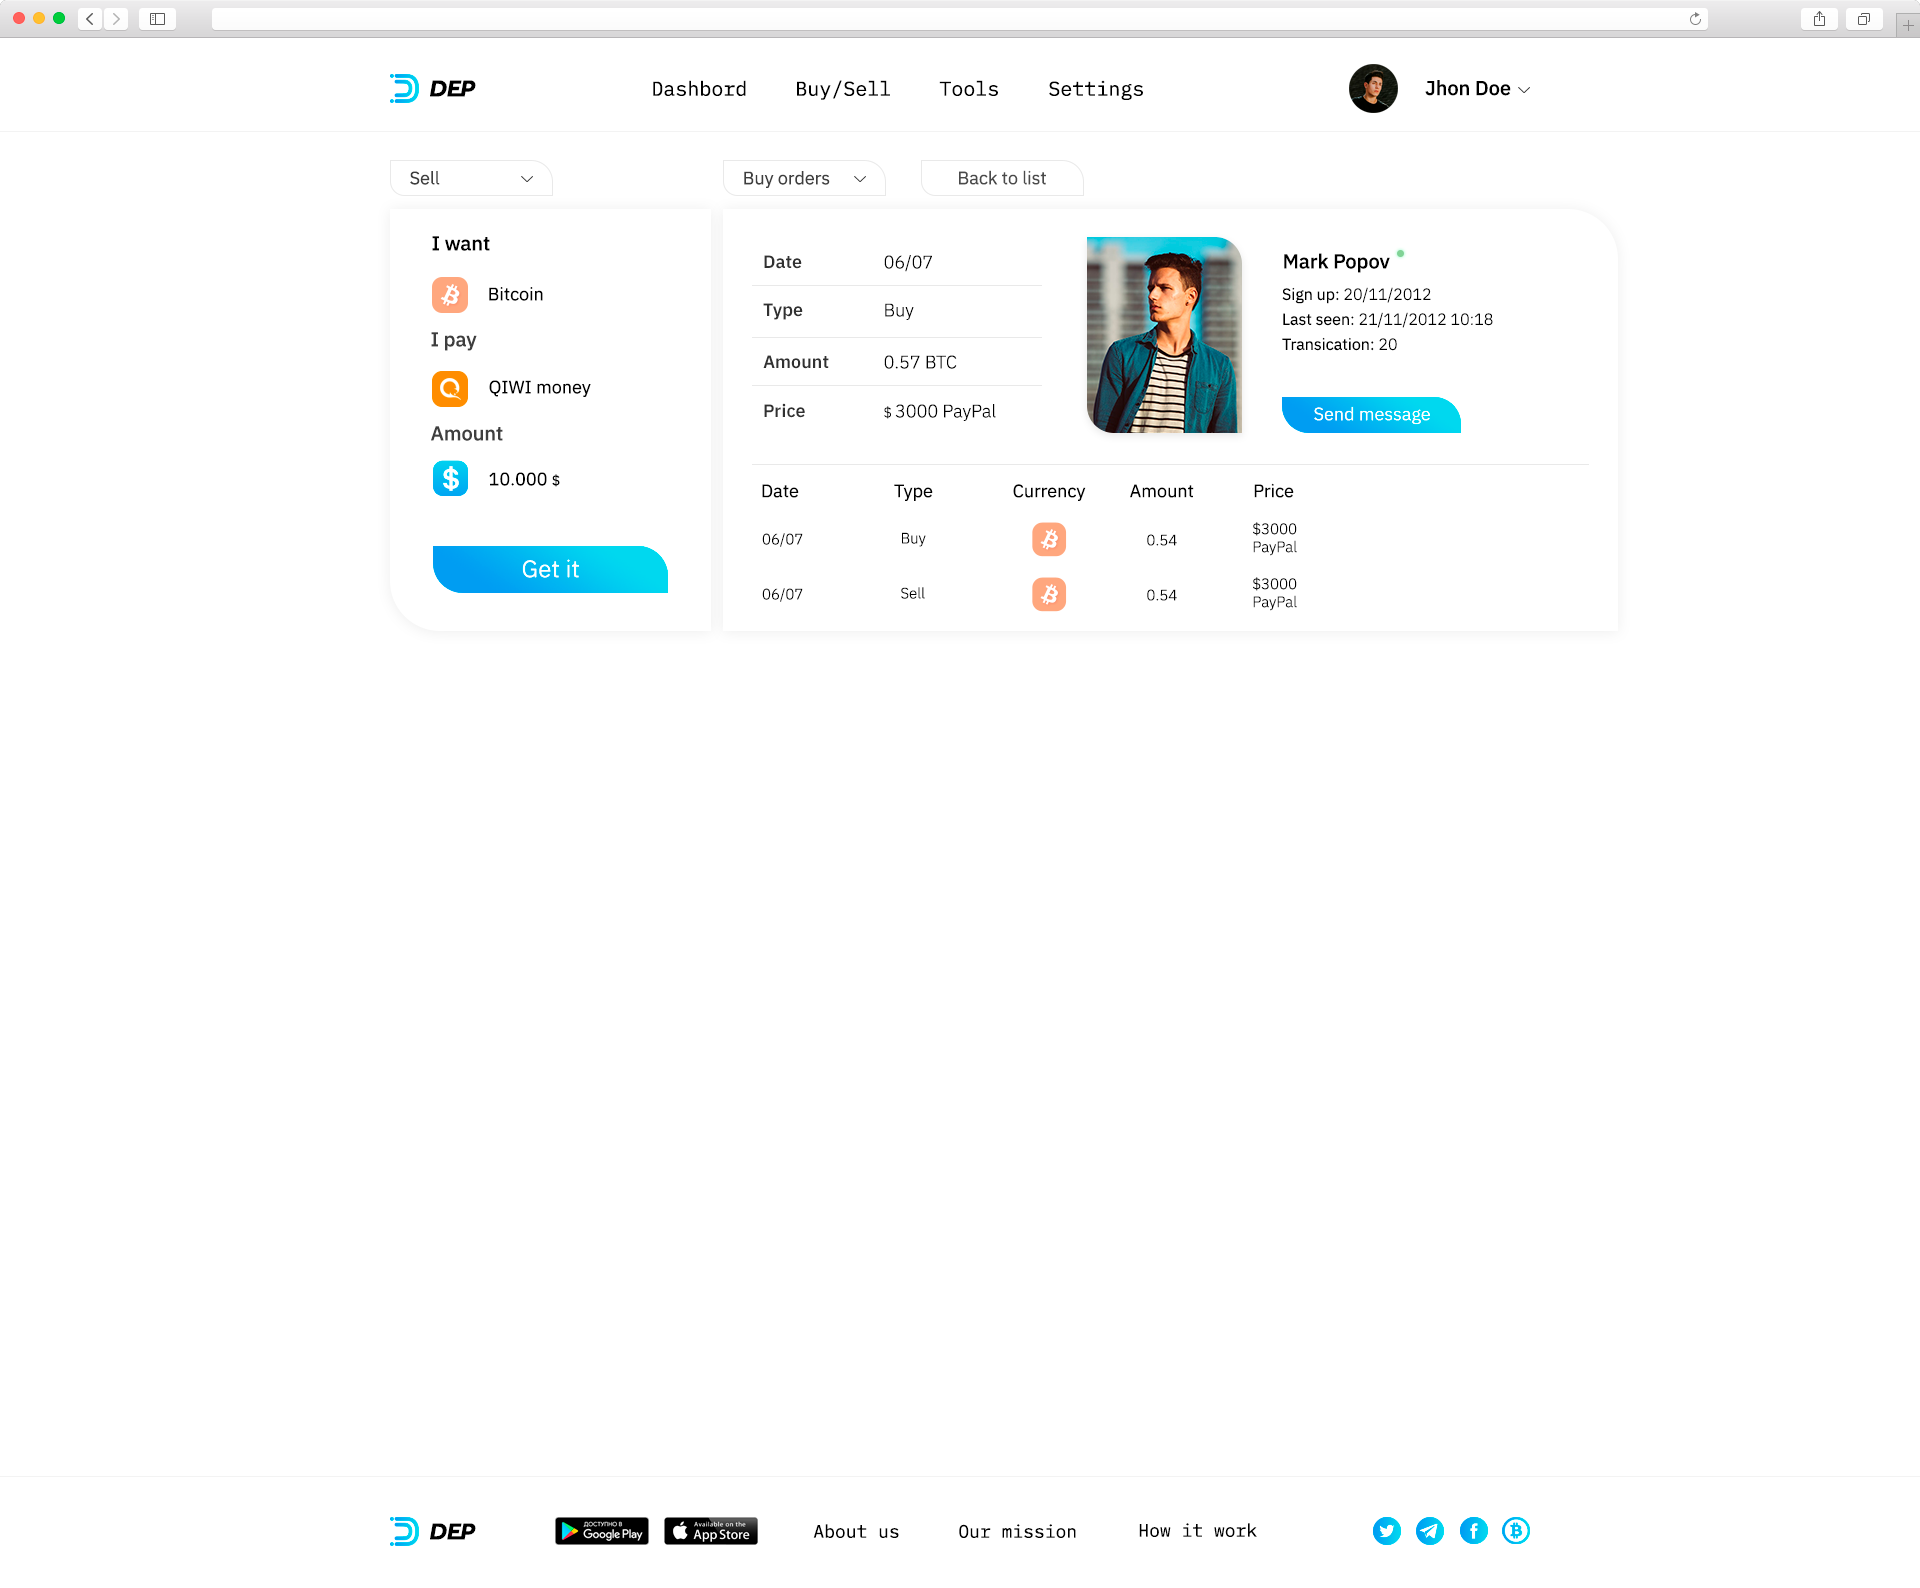 DEP
Dashbord
Buy/Sell
Tools
Settings
Jhon Doe
Sell
Buy orders
Back to list
I want
Bitcoin
I pay
QIWI money
Amount
10.000 $
Get it
Date 06/07
Type Buy
Amount 0.57 BTC
Price $ 3000 PayPal
Mark Popov
Sign up: 20/11/2012
Last seen: 21/11/2012 10:18
Transication: 20
Send message
Date Type Currency Amount Price
06/07 Buy 0.54 $3000
PayPal
06/07 Sell 0.54 $3000
PayPal
DEP
ДОСТУПНО В
Google Play
Available on the
App Store
About us
Our mission
How it work